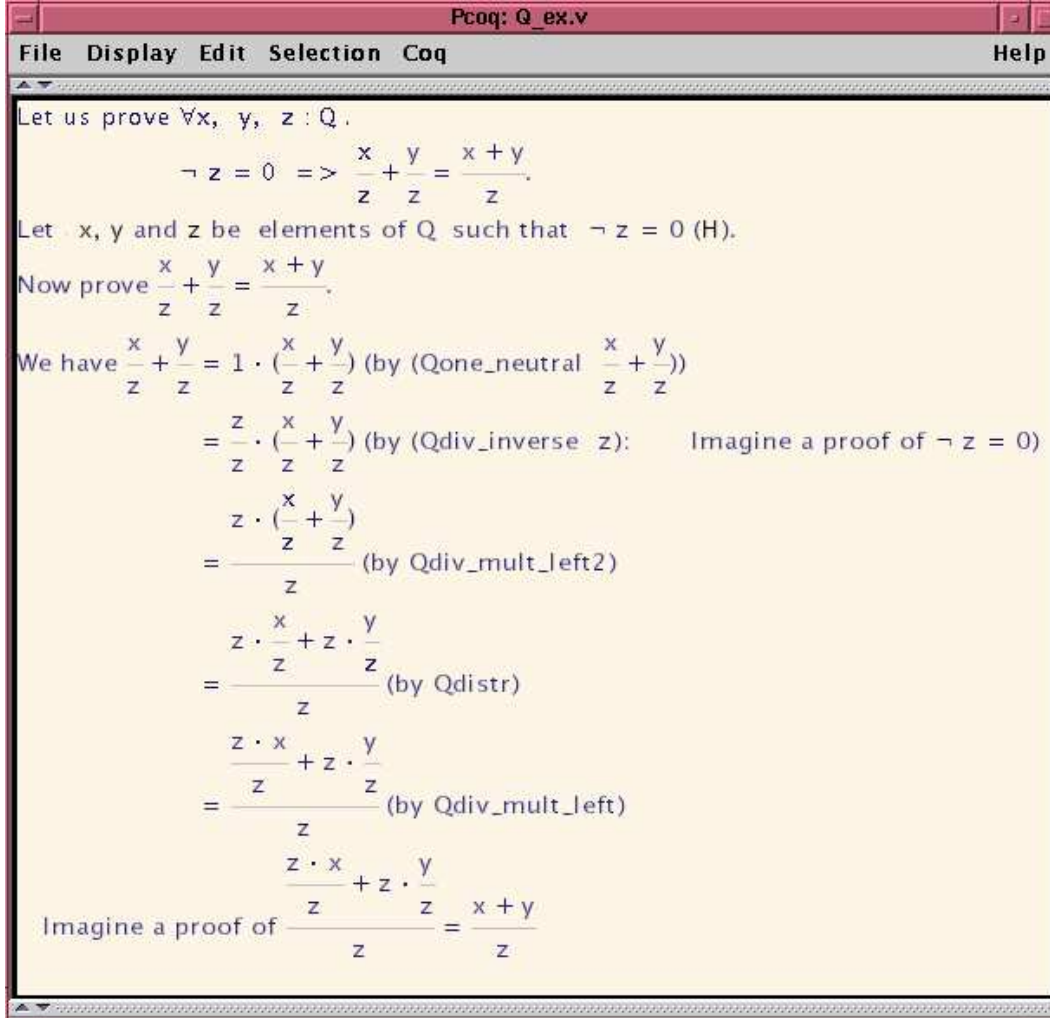 Pcoq: Q_ex.v
File Display Edit Selection Coq Help
Let us prove ∀x, y, z : Q .
¬ z = 0 => x/z + y/z = (x + y)/z.
Let x, y and z be elements of Q such that ¬ z = 0 (H).
Now prove x/z + y/z = (x + y)/z.
We have x/z + y/z = 1 · (x/z + y/z) (by (Qone_neutral x/z + y/z))
= z/z · (x/z + y/z) (by (Qdiv_inverse z): Imagine a proof of ¬ z = 0)
= (z · (x/z + y/z))/z (by Qdiv_mult_left2)
= (z · x/z + z · y/z)/z (by Qdistr)
= ((z · x)/z + z · y/z)/z (by Qdiv_mult_left)
Imagine a proof of ((z · x)/z + z · y/z)/z = (x + y)/z